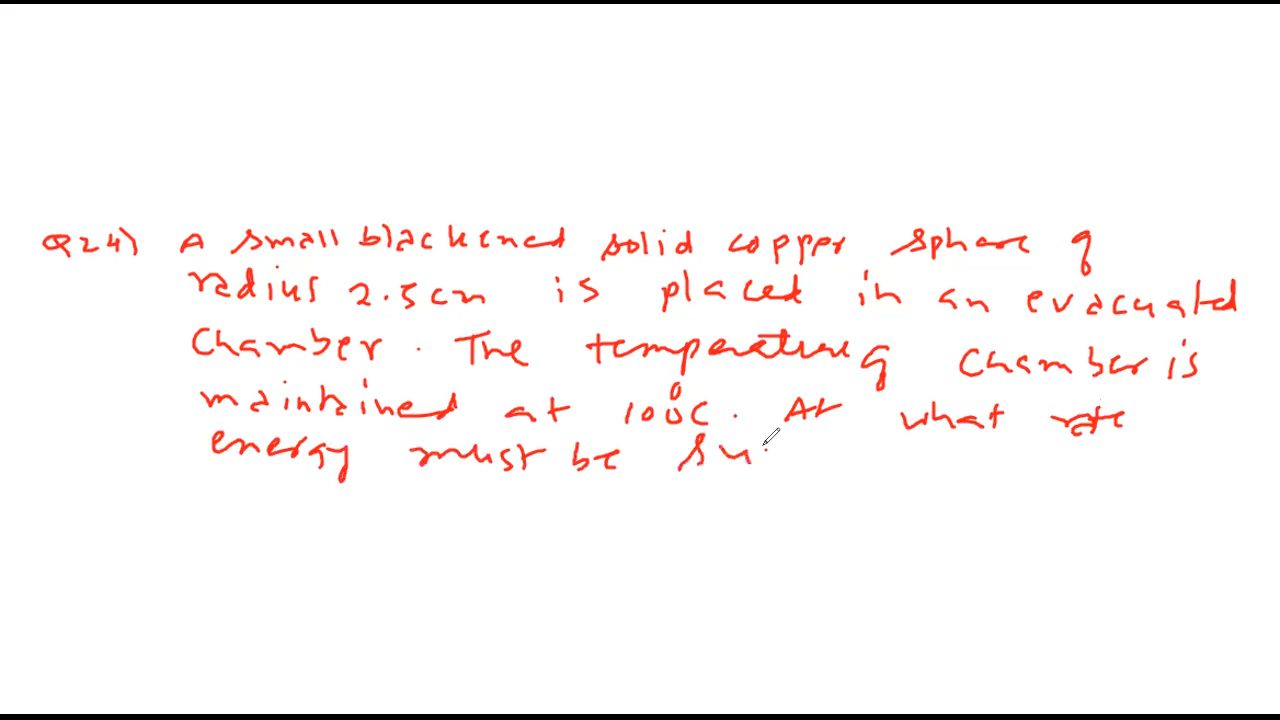 Q24) A small blackened solid copper sphere of
radius 2.5cm is placed in an evacuated
chamber. The temperature of chamber is
maintained at 100°C. At what rate
energy must be su